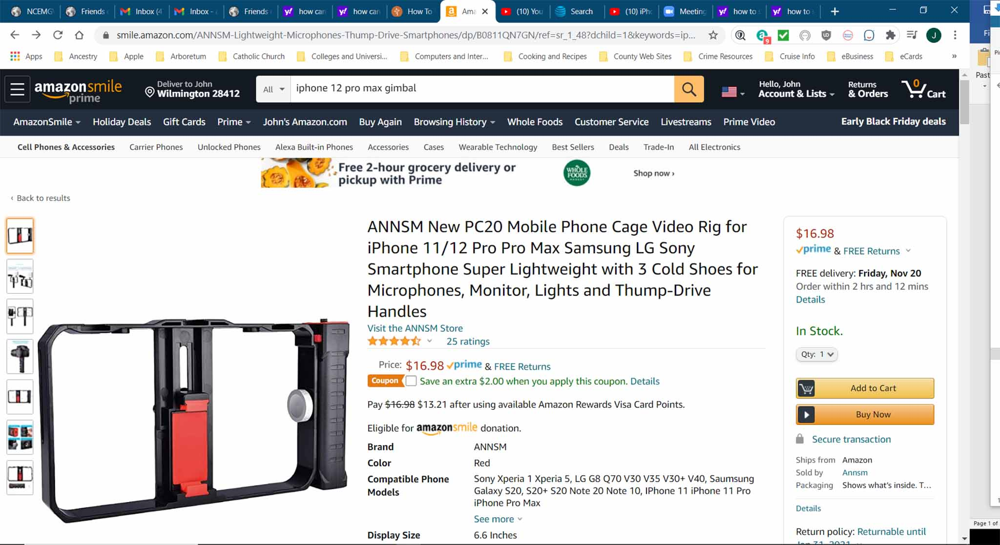 NCEMG
Friends
Inbox (4
Inbox -
Friends
how can
how can
How To
Ama
(10) You
Search
(10) iPh
Meeting
how to
how to
smile.amazon.com/ANNSM-Lightweight-Microphones-Thump-Drive-Smartphones/dp/B0811QN7GN/ref=sr_1_48?dchild=1&keywords=ip...
9
J
Fi
Apps
Ancestry
Apple
Arboretum
Catholic Church
Colleges and Universi...
Computers and Inter...
Cooking and Recipes
County Web Sites
Crime Resources
Cruise Info
eBusiness
eCards
»
Past
amazonsmile
prime
Deliver to John
Wilmington 28412
All
iphone 12 pro max gimbal
Hello, John
Account & Lists
Returns
& Orders
0
Cart
AmazonSmile
Holiday Deals
Gift Cards
Prime
John's Amazon.com
Buy Again
Browsing History
Whole Foods
Customer Service
Livestreams
Prime Video
Early Black Friday deals
Cell Phones & Accessories
Carrier Phones
Unlocked Phones
Alexa Built-in Phones
Accessories
Cases
Wearable Technology
Best Sellers
Deals
Trade-In
All Electronics
Free 2-hour grocery delivery or
pickup with Prime
WHOLE
FOODS
MARKET
Shop now ›
‹ Back to results
ANNSM New PC20 Mobile Phone Cage Video Rig for
iPhone 11/12 Pro Pro Max Samsung LG Sony
Smartphone Super Lightweight with 3 Cold Shoes for
Microphones, Monitor, Lights and Thump-Drive
Handles
Visit the ANNSM Store
25 ratings
Price: $16.98 prime & FREE Returns
Coupon Save an extra $2.00 when you apply this coupon. Details
Pay $16.98 $13.21 after using available Amazon Rewards Visa Card Points.
Eligible for amazonsmile donation.
Brand ANNSM
Color Red
Compatible Phone Models
Sony Xperia 1 Xperia 5, LG G8 Q70 V30 V35 V30+ V40, Saumsung
Galaxy S20, S20+ S20 Note 20 Note 10, IPhone 11 iPhone 11 Pro
iPhone Pro Max
See more
Display Size 6.6 Inches
$16.98
prime & FREE Returns
FREE delivery: Friday, Nov 20
Order within 2 hrs and 12 mins
Details
In Stock.
Qty: 1
Add to Cart
Buy Now
Secure transaction
Ships from Amazon
Sold by Annsm
Packaging Shows what's inside. T...
Details
Return policy: Returnable until
Jan 31, 2021
Page 1 of